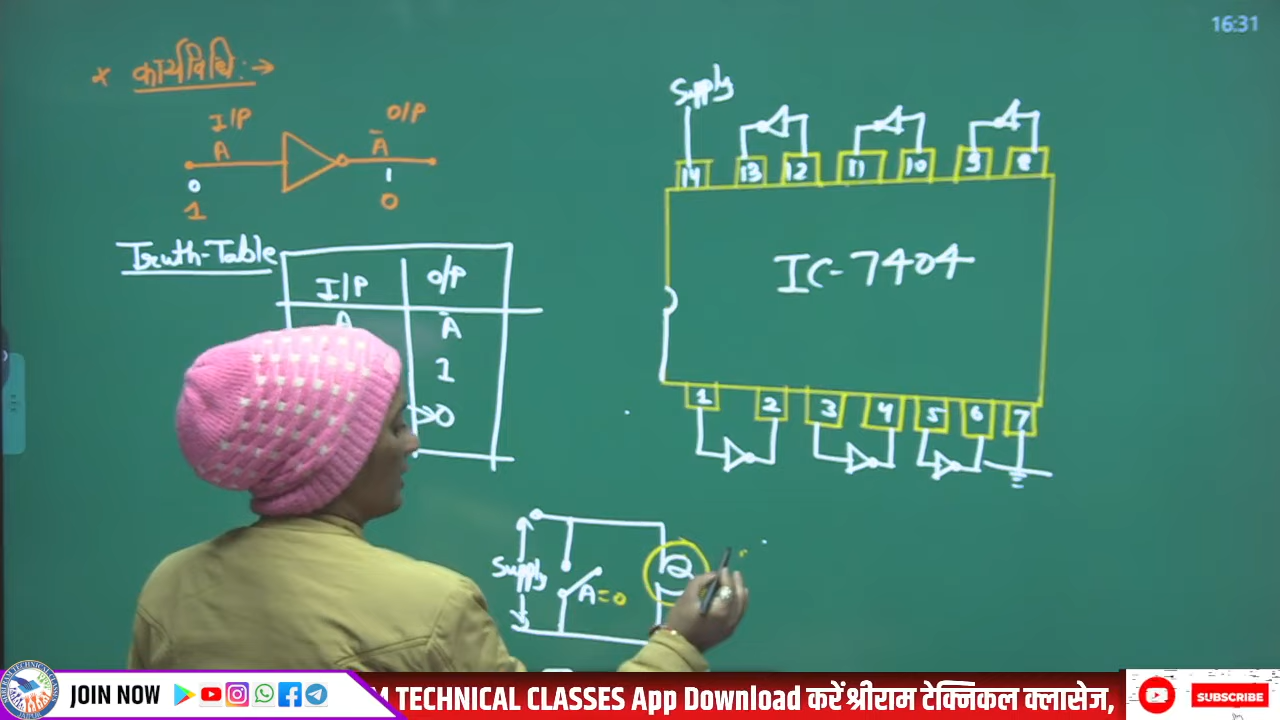 16:31
* कार्यविधि:→
I/P
O/P
A
Ā
0
1
1
0
Truth-Table
I/P
O/P
A
Ā
1
0
Supply
14
13
12
11
10
9
8
IC-7404
1
2
3
4
5
6
7
Supply
A=0
JOIN NOW
M TECHNICAL CLASSES App Download करें श्रीराम टेक्निकल क्लासेज,
SUBSCRIBE